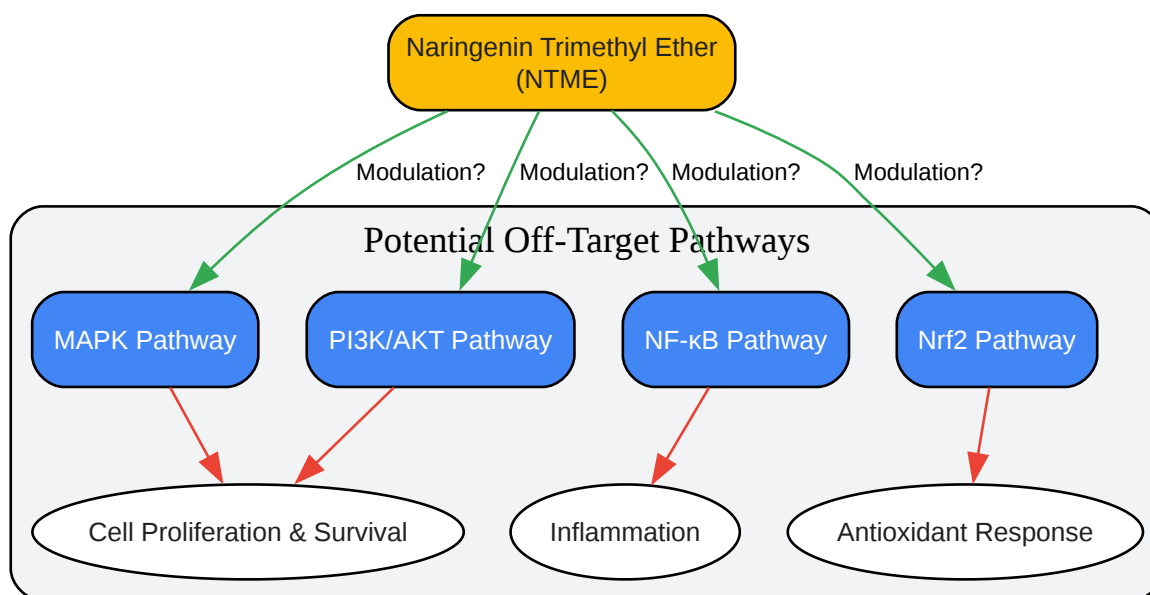 Naringenin Trimethyl Ether
(NTME)
Modulation?
Modulation?
Modulation?
Modulation?
Potential Off-Target Pathways
MAPK Pathway
PI3K/AKT Pathway
NF-κB Pathway
Nrf2 Pathway
Cell Proliferation & Survival
Inflammation
Antioxidant Response